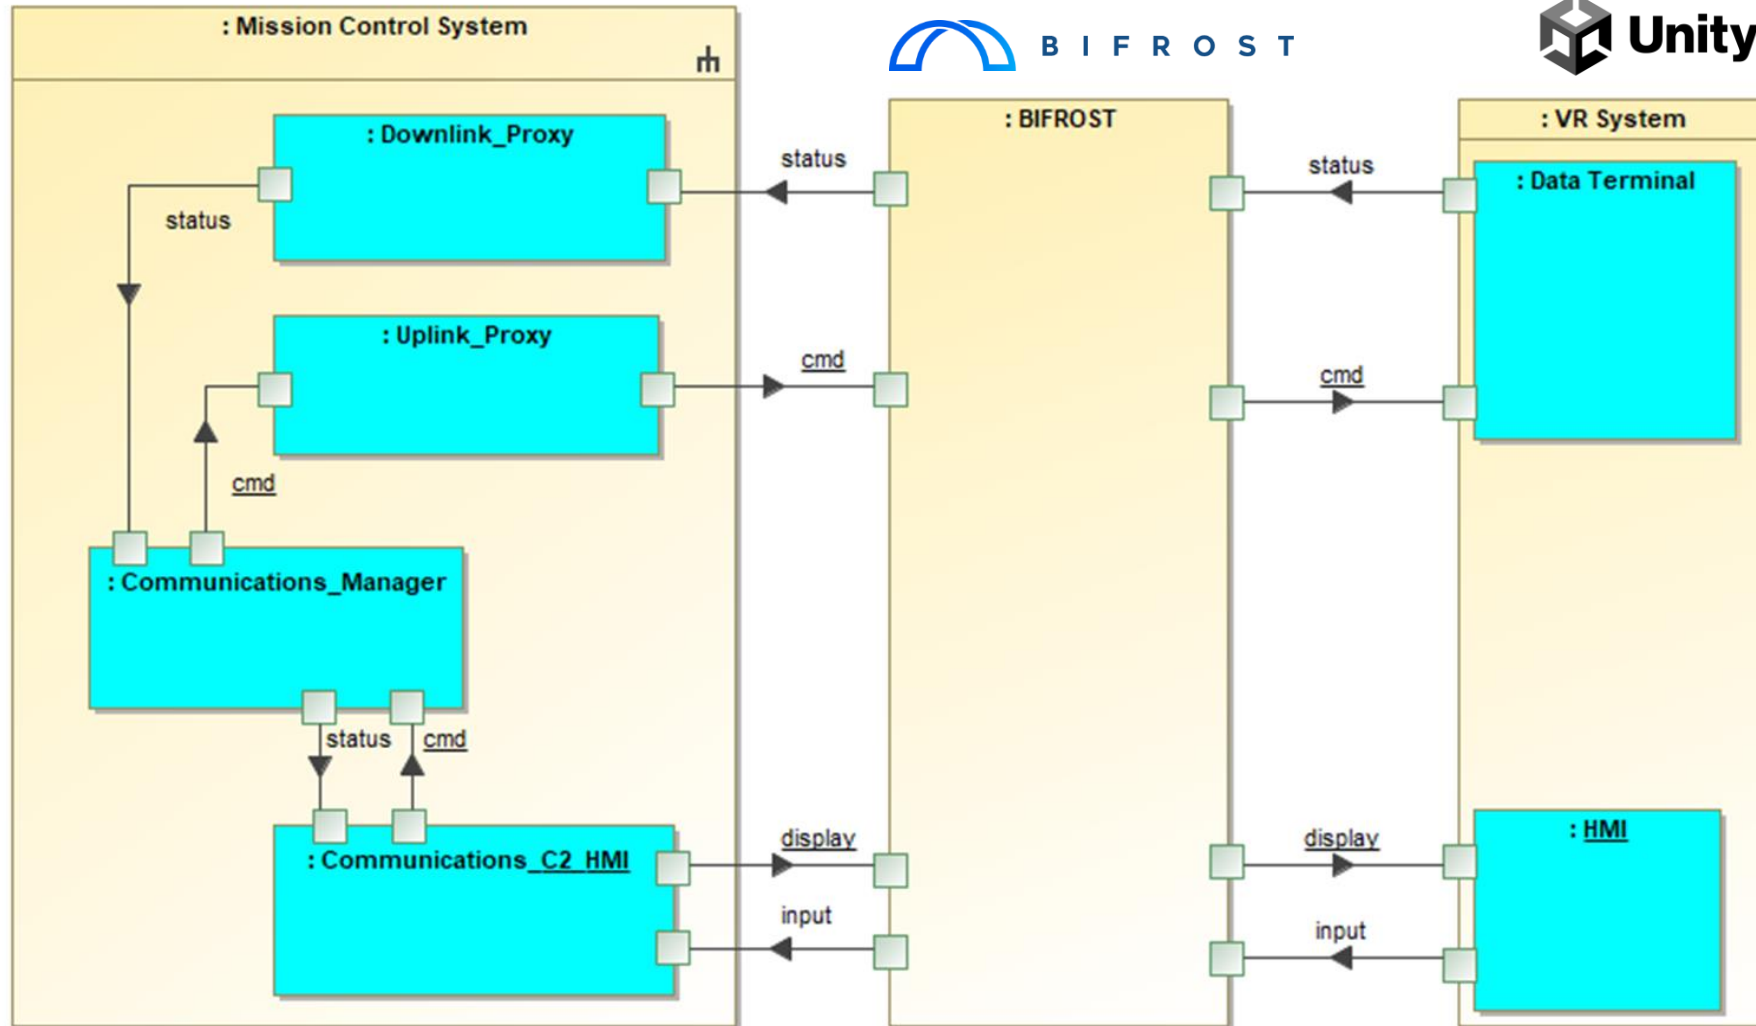 : Mission Control System
BIFROST
Unity
: Downlink_Proxy
status
: BIFROST
status
: VR System
: Data Terminal
status
: Uplink_Proxy
cmd
cmd
cmd
: Communications_Manager
status
cmd
: Communications_C2_HMI
display
input
display
input
: HMI